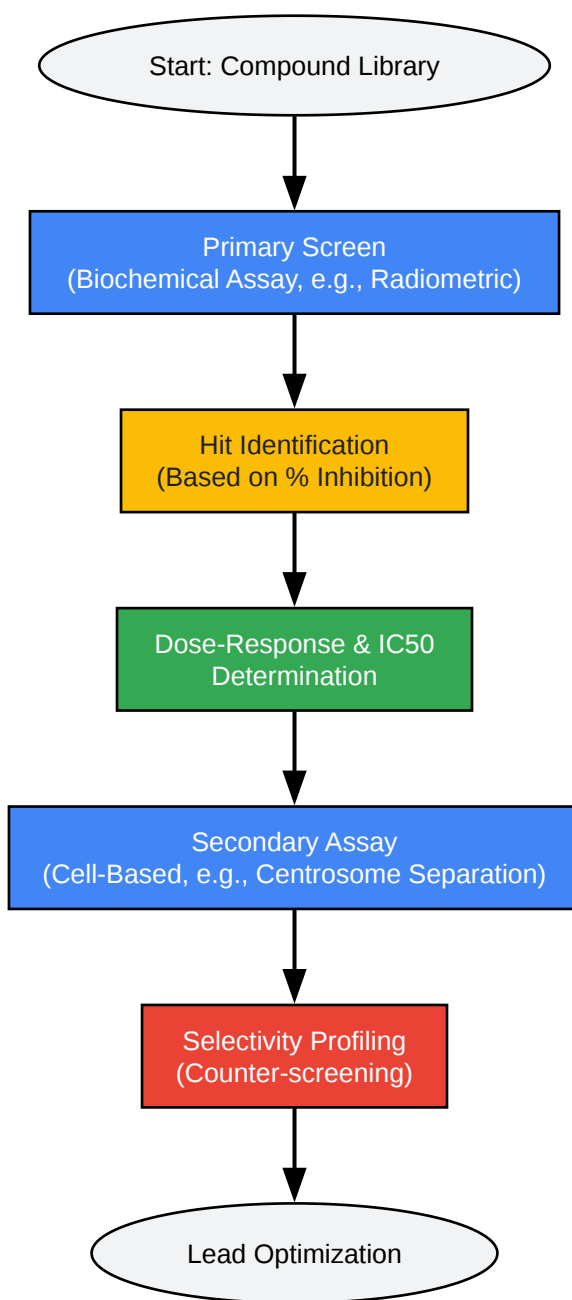 Start: Compound Library
Primary Screen
(Biochemical Assay, e.g., Radiometric)
Hit Identification
(Based on % Inhibition)
Dose-Response & IC50
Determination
Secondary Assay
(Cell-Based, e.g., Centrosome Separation)
Selectivity Profiling
(Counter-screening)
Lead Optimization